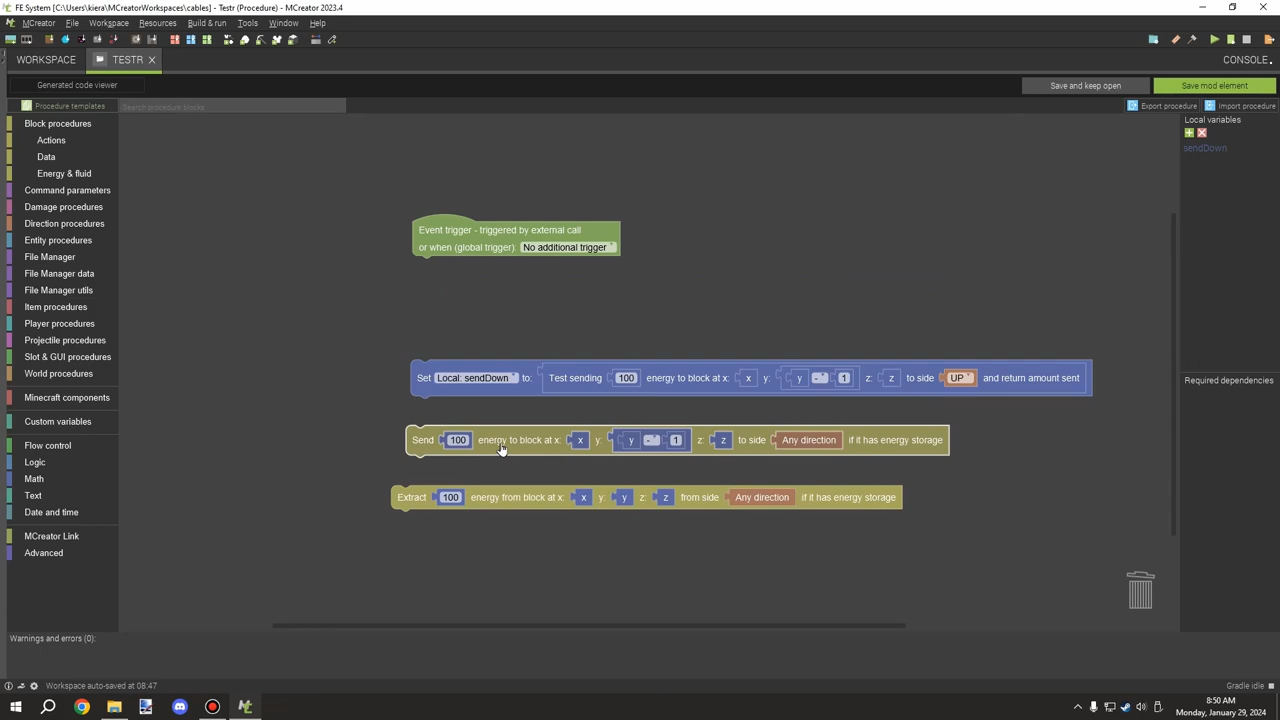 FE System [C:\Users\kiera\MCreatorWorkspaces\cables] - Testr (Procedure) - MCreator 2023.4
MCreator File Workspace Resources Build & run Tools Window Help
WORKSPACE TESTR CONSOLE
Generated code viewer Save and keep open Save mod element
Procedure templates Search procedure blocks Export procedure Import procedure
Local variables
sendDown
Block procedures
Actions
Data
Energy & fluid
Command parameters
Damage procedures
Direction procedures
Entity procedures
File Manager
File Manager data
File Manager utils
Item procedures
Player procedures
Projectile procedures
Slot & GUI procedures
World procedures
Minecraft components
Custom variables
Flow control
Logic
Math
Text
Date and time
MCreator Link
Advanced
Event trigger - triggered by external call
or when (global trigger): No additional trigger
Set Local: sendDown to: Test sending 100 energy to block at x: x y: y - 1 z: z to side UP and return amount sent
Send 100 energy to block at x: x y: y - 1 z: z to side Any direction if it has energy storage
Extract 100 energy from block at x: x y: y z: z from side Any direction if it has energy storage
Required dependencies
Warnings and errors (0):
Workspace auto-saved at 08:47 Gradle idle
8:50 AM
Monday, January 29, 2024